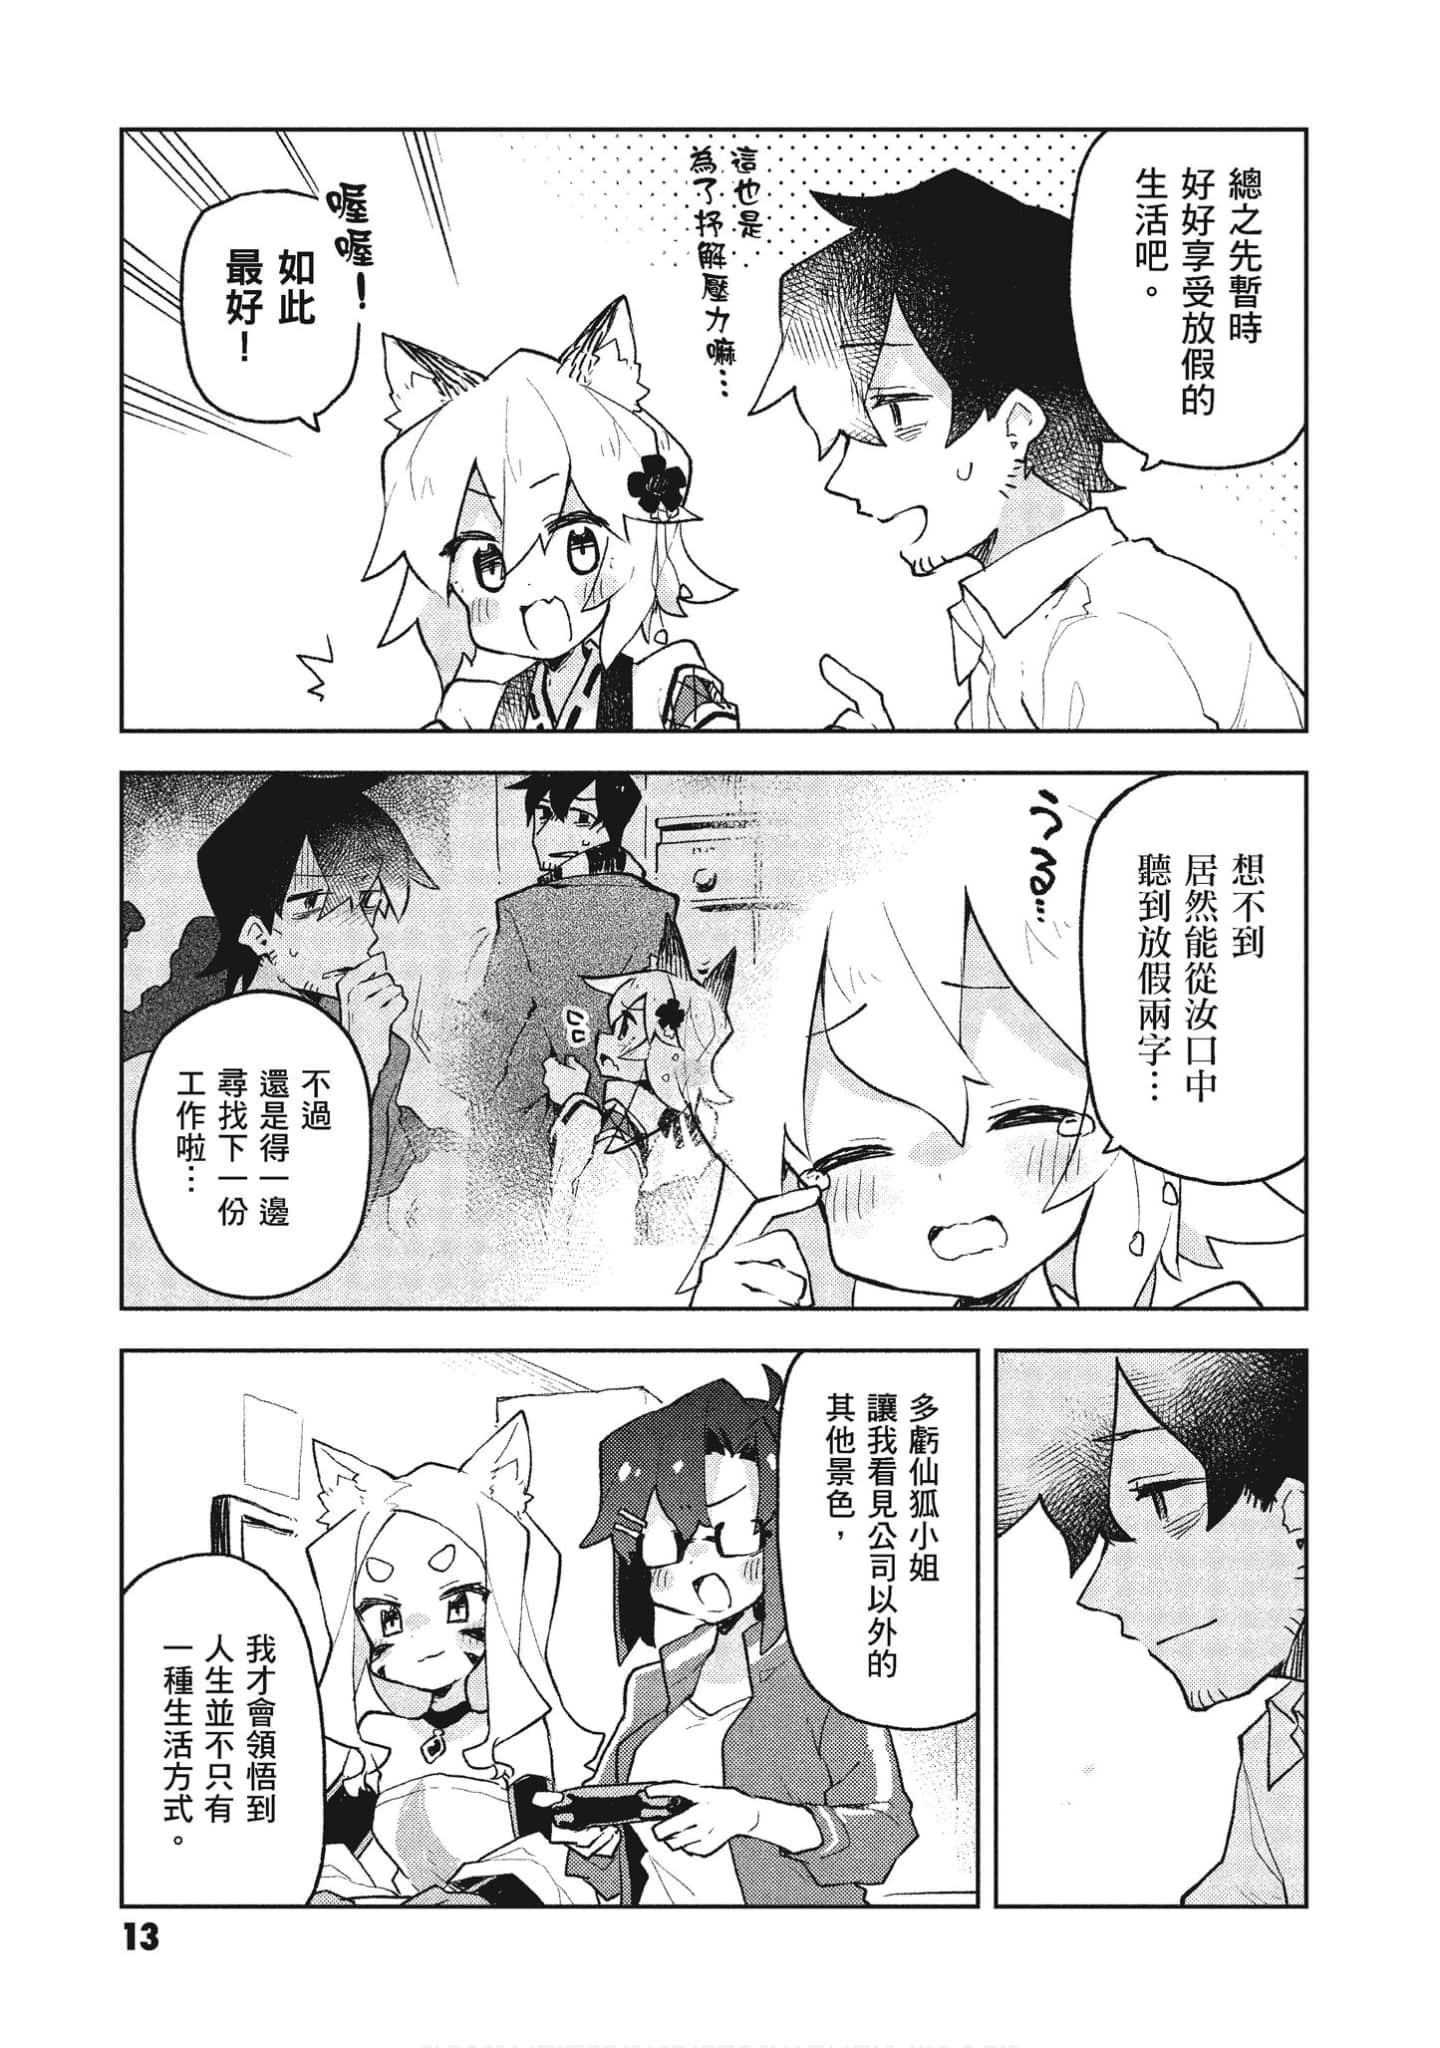 總之先暫時
好好享受放假的
生活吧。
這也是
為了抒解壓力嘛…
喔喔！
如此
最好！
想不到
居然能從汝口中
聽到放假兩字…
うる…
不過
還是得一邊
尋找下一份
工作啦…
多虧仙狐小姐
讓我看見公司以外的
其他景色，
我才會領悟到
人生並不只有
一種生活方式。
13